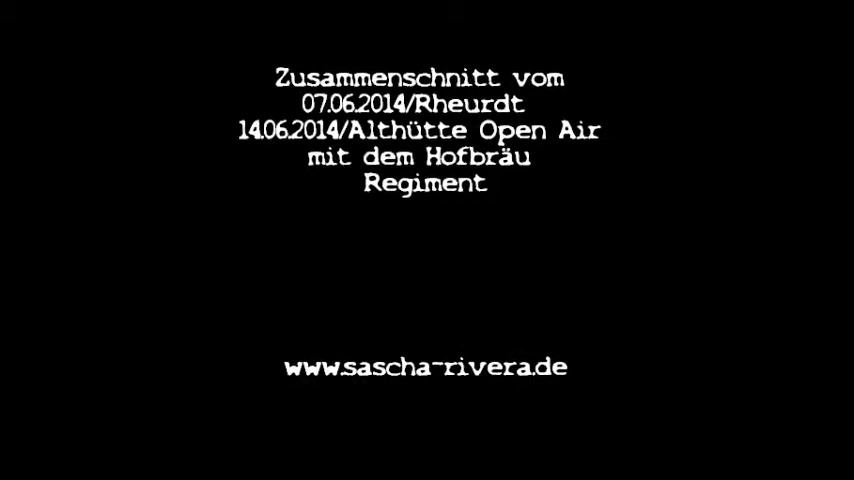 Zusammenschnitt vom
07.06.2014/Rheurdt
14.06.2014/Althütte Open Air
mit dem Hofbräu
Regiment
www.sascha-rivera.de